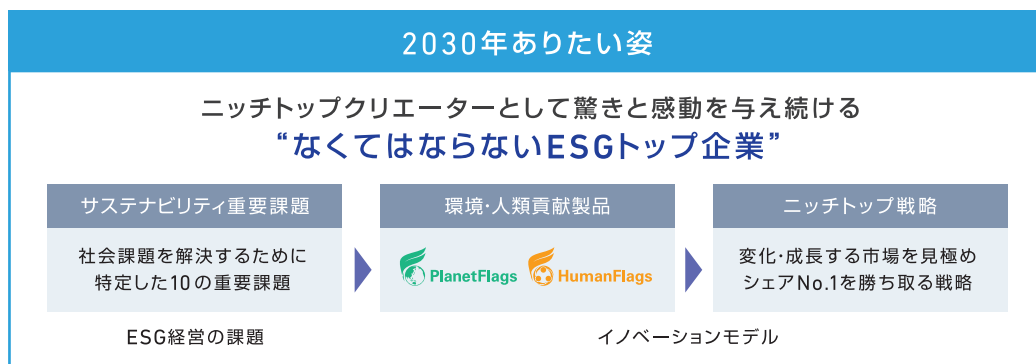 2030年ありたい姿
ニッチトップクリエーターとして驚きと感動を与え続ける
“なくてはならないESGトップ企業”
サステナビリティ重要課題
社会課題を解決するために
特定した10の重要課題
環境・人類貢献製品
PlanetFlags
HumanFlags
ニッチトップ戦略
変化・成長する市場を見極め
シェアNo.1を勝ち取る戦略
ESG経営の課題
イノベーションモデル